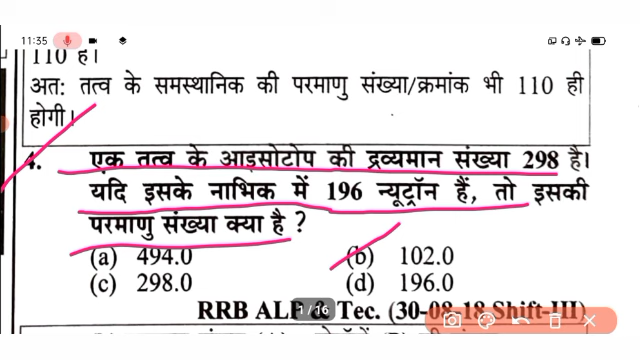 11:35
110 है।
अत: तत्व के समस्थानिक की परमाणु संख्या/क्रमांक भी 110 ही
होगी।
4. एक तत्व के आइसोटोप की द्रव्यमान संख्या 298 है।
यदि इसके नाभिक में 196 न्यूट्रॉन हैं, तो इसकी
परमाणु संख्या क्या है ?
(a) 494.0 (b) 102.0
(c) 298.0 (d) 196.0
1/16
RRB ALP & Tec. (30-08-18 Shift-III)